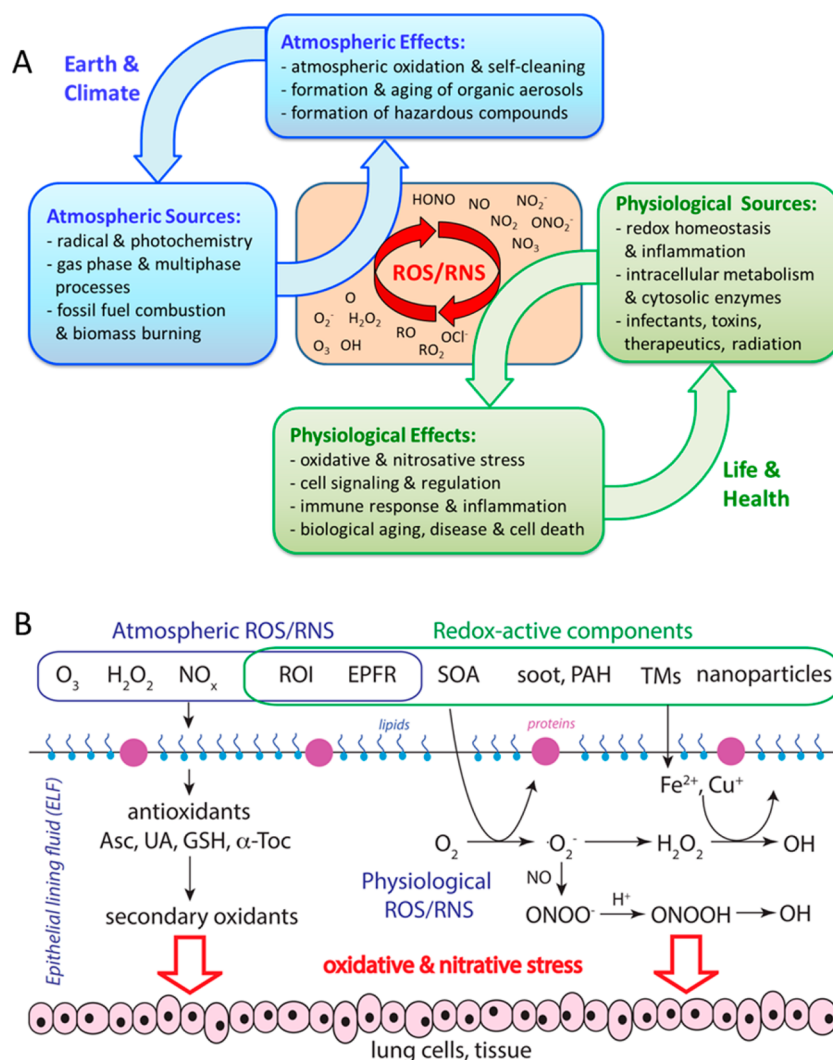 A
Earth &
Climate
Atmospheric Effects:
- atmospheric oxidation & self-cleaning
- formation & aging of organic aerosols
- formation of hazardous compounds
Atmospheric Sources:
- radical & photochemistry
- gas phase & multiphase
processes
- fossil fuel combustion
& biomass burning
HONO NO NO₂⁻
NO₂ ONO₂⁻
NO₃
ROS/RNS
O
O₂⁻ H₂O₂ RO OCl⁻
O₃ OH RO₂
Physiological Sources:
- redox homeostasis
& inflammation
- intracellular metabolism
& cytosolic enzymes
- infectants, toxins,
therapeutics, radiation
Physiological Effects:
- oxidative & nitrosative stress
- cell signaling & regulation
- immune response & inflammation
- biological aging, disease & cell death
Life &
Health
B
Atmospheric ROS/RNS Redox-active components
O₃ H₂O₂ NOₓ ROI EPFR SOA soot, PAH TMs nanoparticles
lipids proteins
Epithelial lining fluid (ELF)
Fe²⁺, Cu⁺
antioxidants
Asc, UA, GSH, α-Toc
O₂ ·O₂⁻ H₂O₂ OH
Physiological
ROS/RNS
NO
secondary oxidants
ONOO⁻ H⁺ ONOOH OH
oxidative & nitrative stress
lung cells, tissue